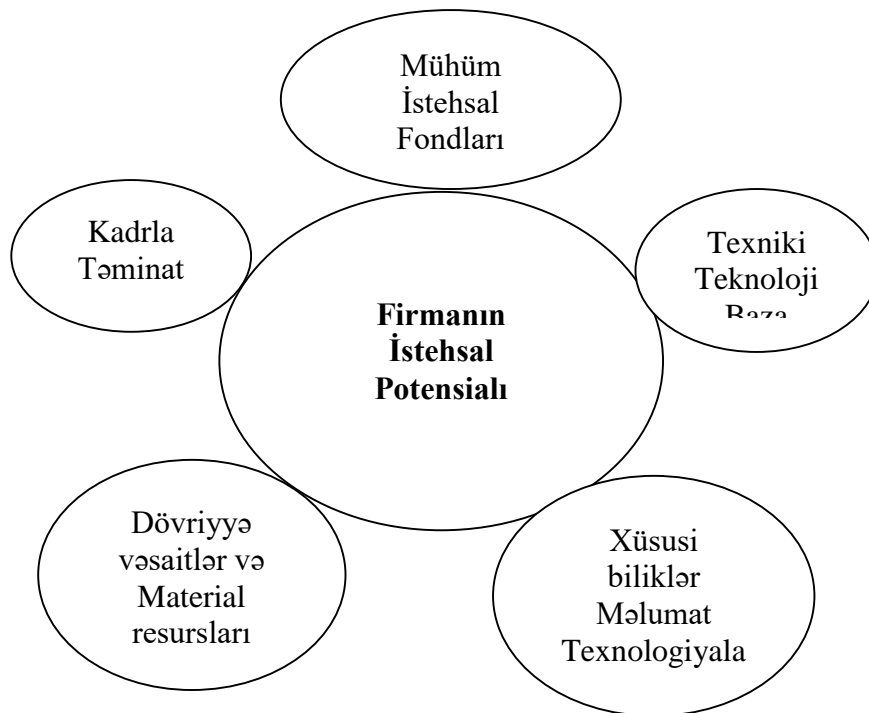 Mühüm
İstehsal
Fondları
Kadrla
Təminat
Texniki
Teknoloji
Baza
Firmanın
İstehsal
Potensialı
Dövriyyə
vəsaitlər və
Material
resursları
Xüsusi
biliklər
Məlumat
Texnologiyala